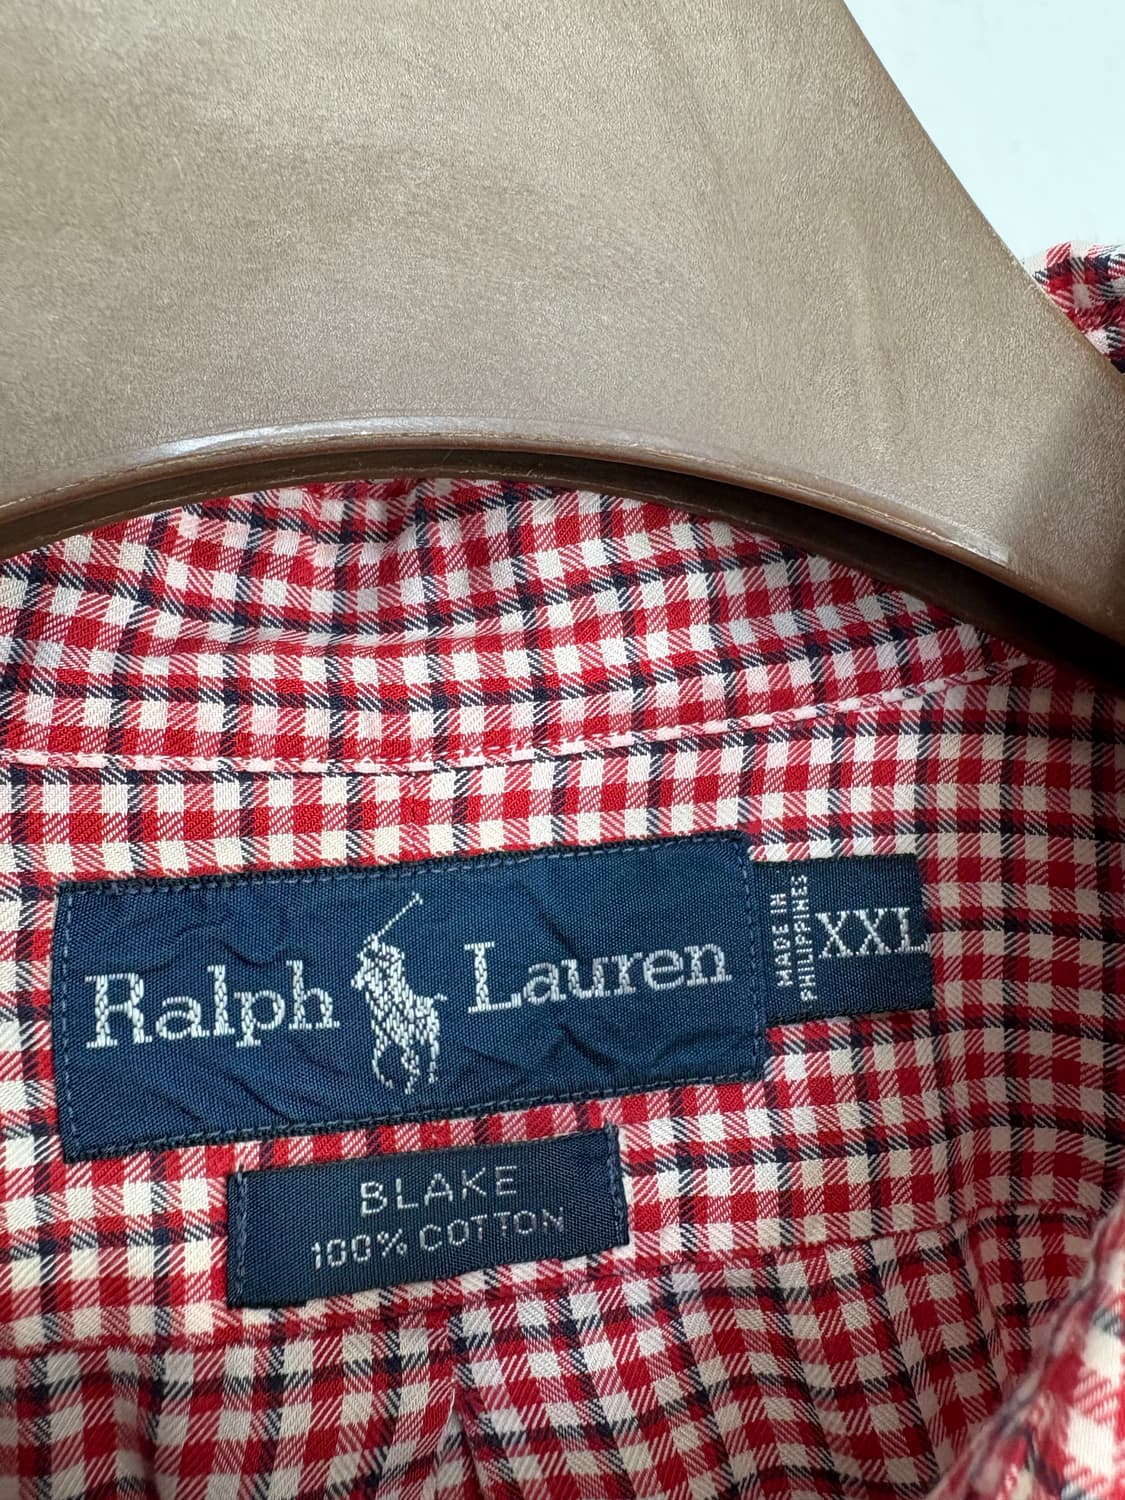 Ralph Lauren
MADE IN
PHILIPPINES
XXL
BLAKE
100% COTTON